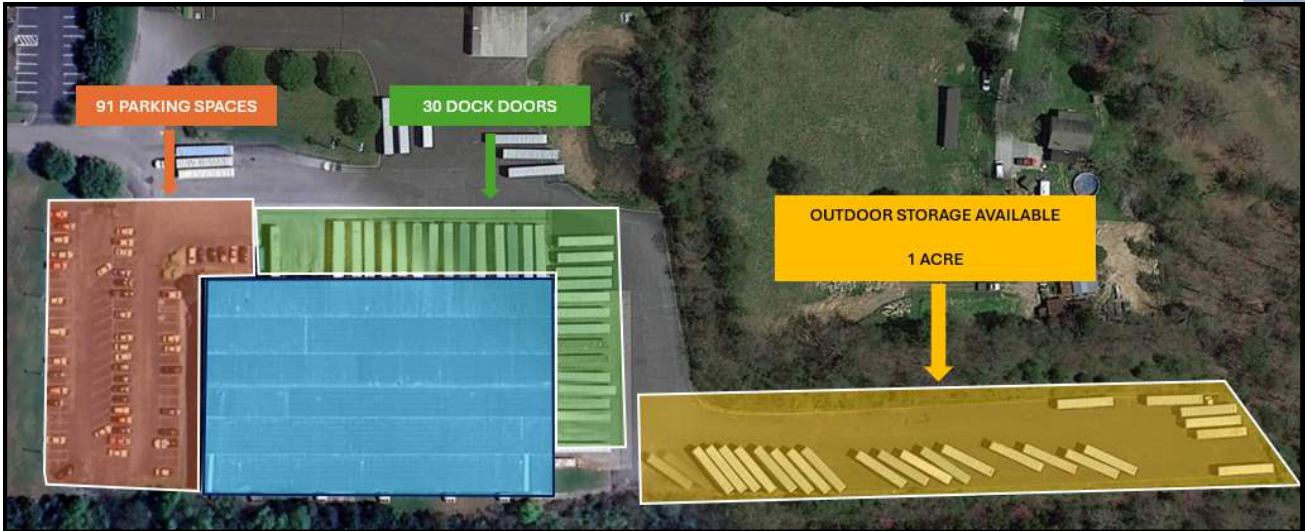 91 PARKING SPACES
30 DOCK DOORS
OUTDOOR STORAGE AVAILABLE
1 ACRE